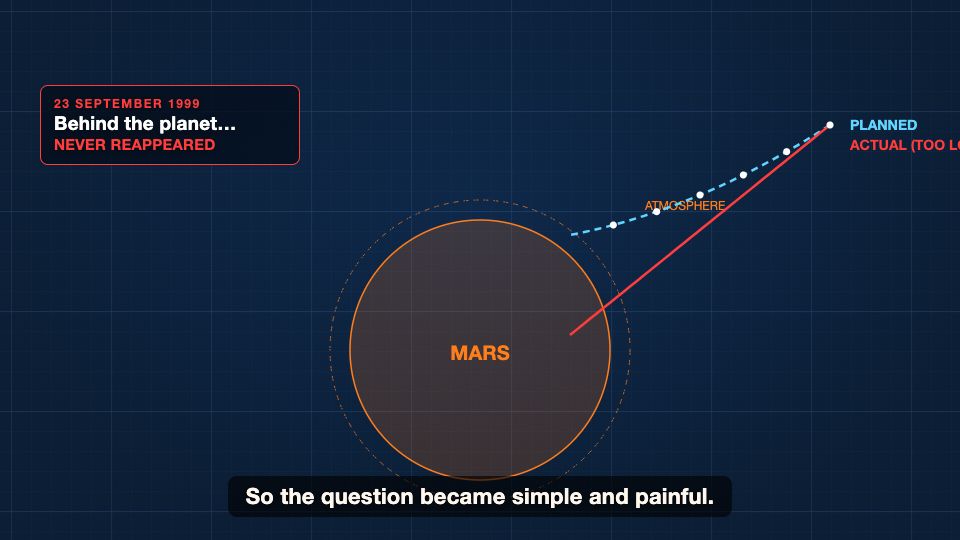 23 SEPTEMBER 1999
Behind the planet...
NEVER REAPPEARED
PLANNED
ACTUAL (TOO
ATMOSPHERE
MARS
So the question became simple and painful.